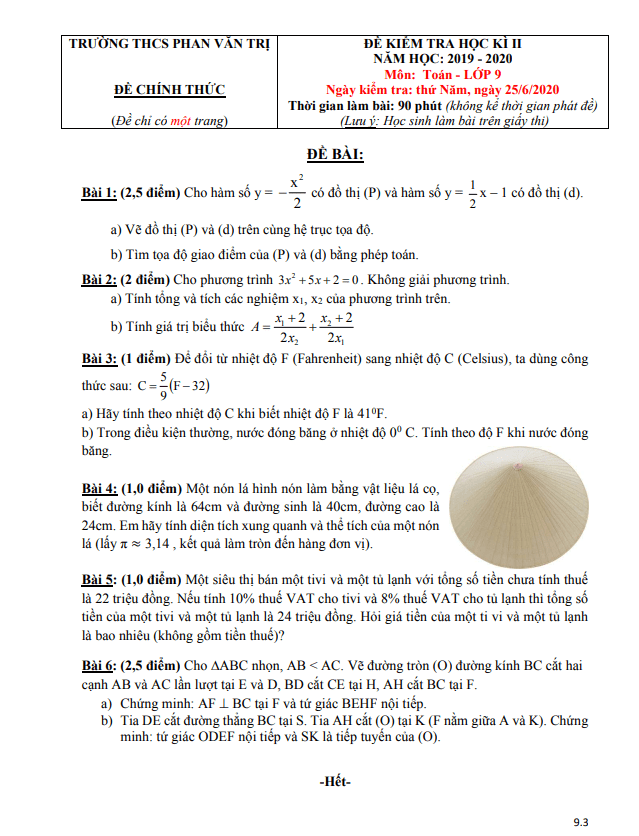 TRƯỜNG THCS PHAN VĂN TRỊ
ĐỀ CHÍNH THỨC
(Đề chỉ có một trang)
ĐỀ KIỂM TRA HỌC KÌ II
NĂM HỌC: 2019 - 2020
Môn: Toán - LỚP 9
Ngày kiểm tra: thứ Năm, ngày 25/6/2020
Thời gian làm bài: 90 phút (không kể thời gian phát đề)
(Lưu ý: Học sinh làm bài trên giấy thi)
ĐỀ BÀI:
Bài 1: (2,5 điểm) Cho hàm số y = −x²/2 có đồ thị (P) và hàm số y = 1/2 x − 1 có đồ thị (d).
a) Vẽ đồ thị (P) và (d) trên cùng hệ trục tọa độ.
b) Tìm tọa độ giao điểm của (P) và (d) bằng phép toán.
Bài 2: (2 điểm) Cho phương trình 3x² + 5x + 2 = 0. Không giải phương trình.
a) Tính tổng và tích các nghiệm x₁, x₂ của phương trình trên.
b) Tính giá trị biểu thức A = (x₁ + 2)/(2x₂) + (x₂ + 2)/(2x₁)
Bài 3: (1 điểm) Để đổi từ nhiệt độ F (Fahrenheit) sang nhiệt độ C (Celsius), ta dùng công
thức sau: C = 5/9 (F − 32)
a) Hãy tính theo nhiệt độ C khi biết nhiệt độ F là 41⁰F.
b) Trong điều kiện thường, nước đóng băng ở nhiệt độ 0⁰ C. Tính theo độ F khi nước đóng
băng.
Bài 4: (1,0 điểm) Một nón lá hình nón làm bằng vật liệu lá cọ,
biết đường kính là 64cm và đường sinh là 40cm, đường cao là
24cm. Em hãy tính diện tích xung quanh và thể tích của một nón
lá (lấy π ≈ 3,14 , kết quả làm tròn đến hàng đơn vị).
Bài 5: (1,0 điểm) Một siêu thị bán một tivi và một tủ lạnh với tổng số tiền chưa tính thuế
là 22 triệu đồng. Nếu tính 10% thuế VAT cho tivi và 8% thuế VAT cho tủ lạnh thì tổng số
tiền của một tivi và một tủ lạnh là 24 triệu đồng. Hỏi giá tiền của một ti vi và một tủ lạnh
là bao nhiêu (không gồm tiền thuế)?
Bài 6: (2,5 điểm) Cho ΔABC nhọn, AB < AC. Vẽ đường tròn (O) đường kính BC cắt hai
cạnh AB và AC lần lượt tại E và D, BD cắt CE tại H, AH cắt BC tại F.
a) Chứng minh: AF ⊥ BC tại F và tứ giác BEHF nội tiếp.
b) Tia DE cắt đường thẳng BC tại S. Tia AH cắt (O) tại K (F nằm giữa A và K). Chứng
minh: tứ giác ODEF nội tiếp và SK là tiếp tuyến của (O).
-Hết-
9.3